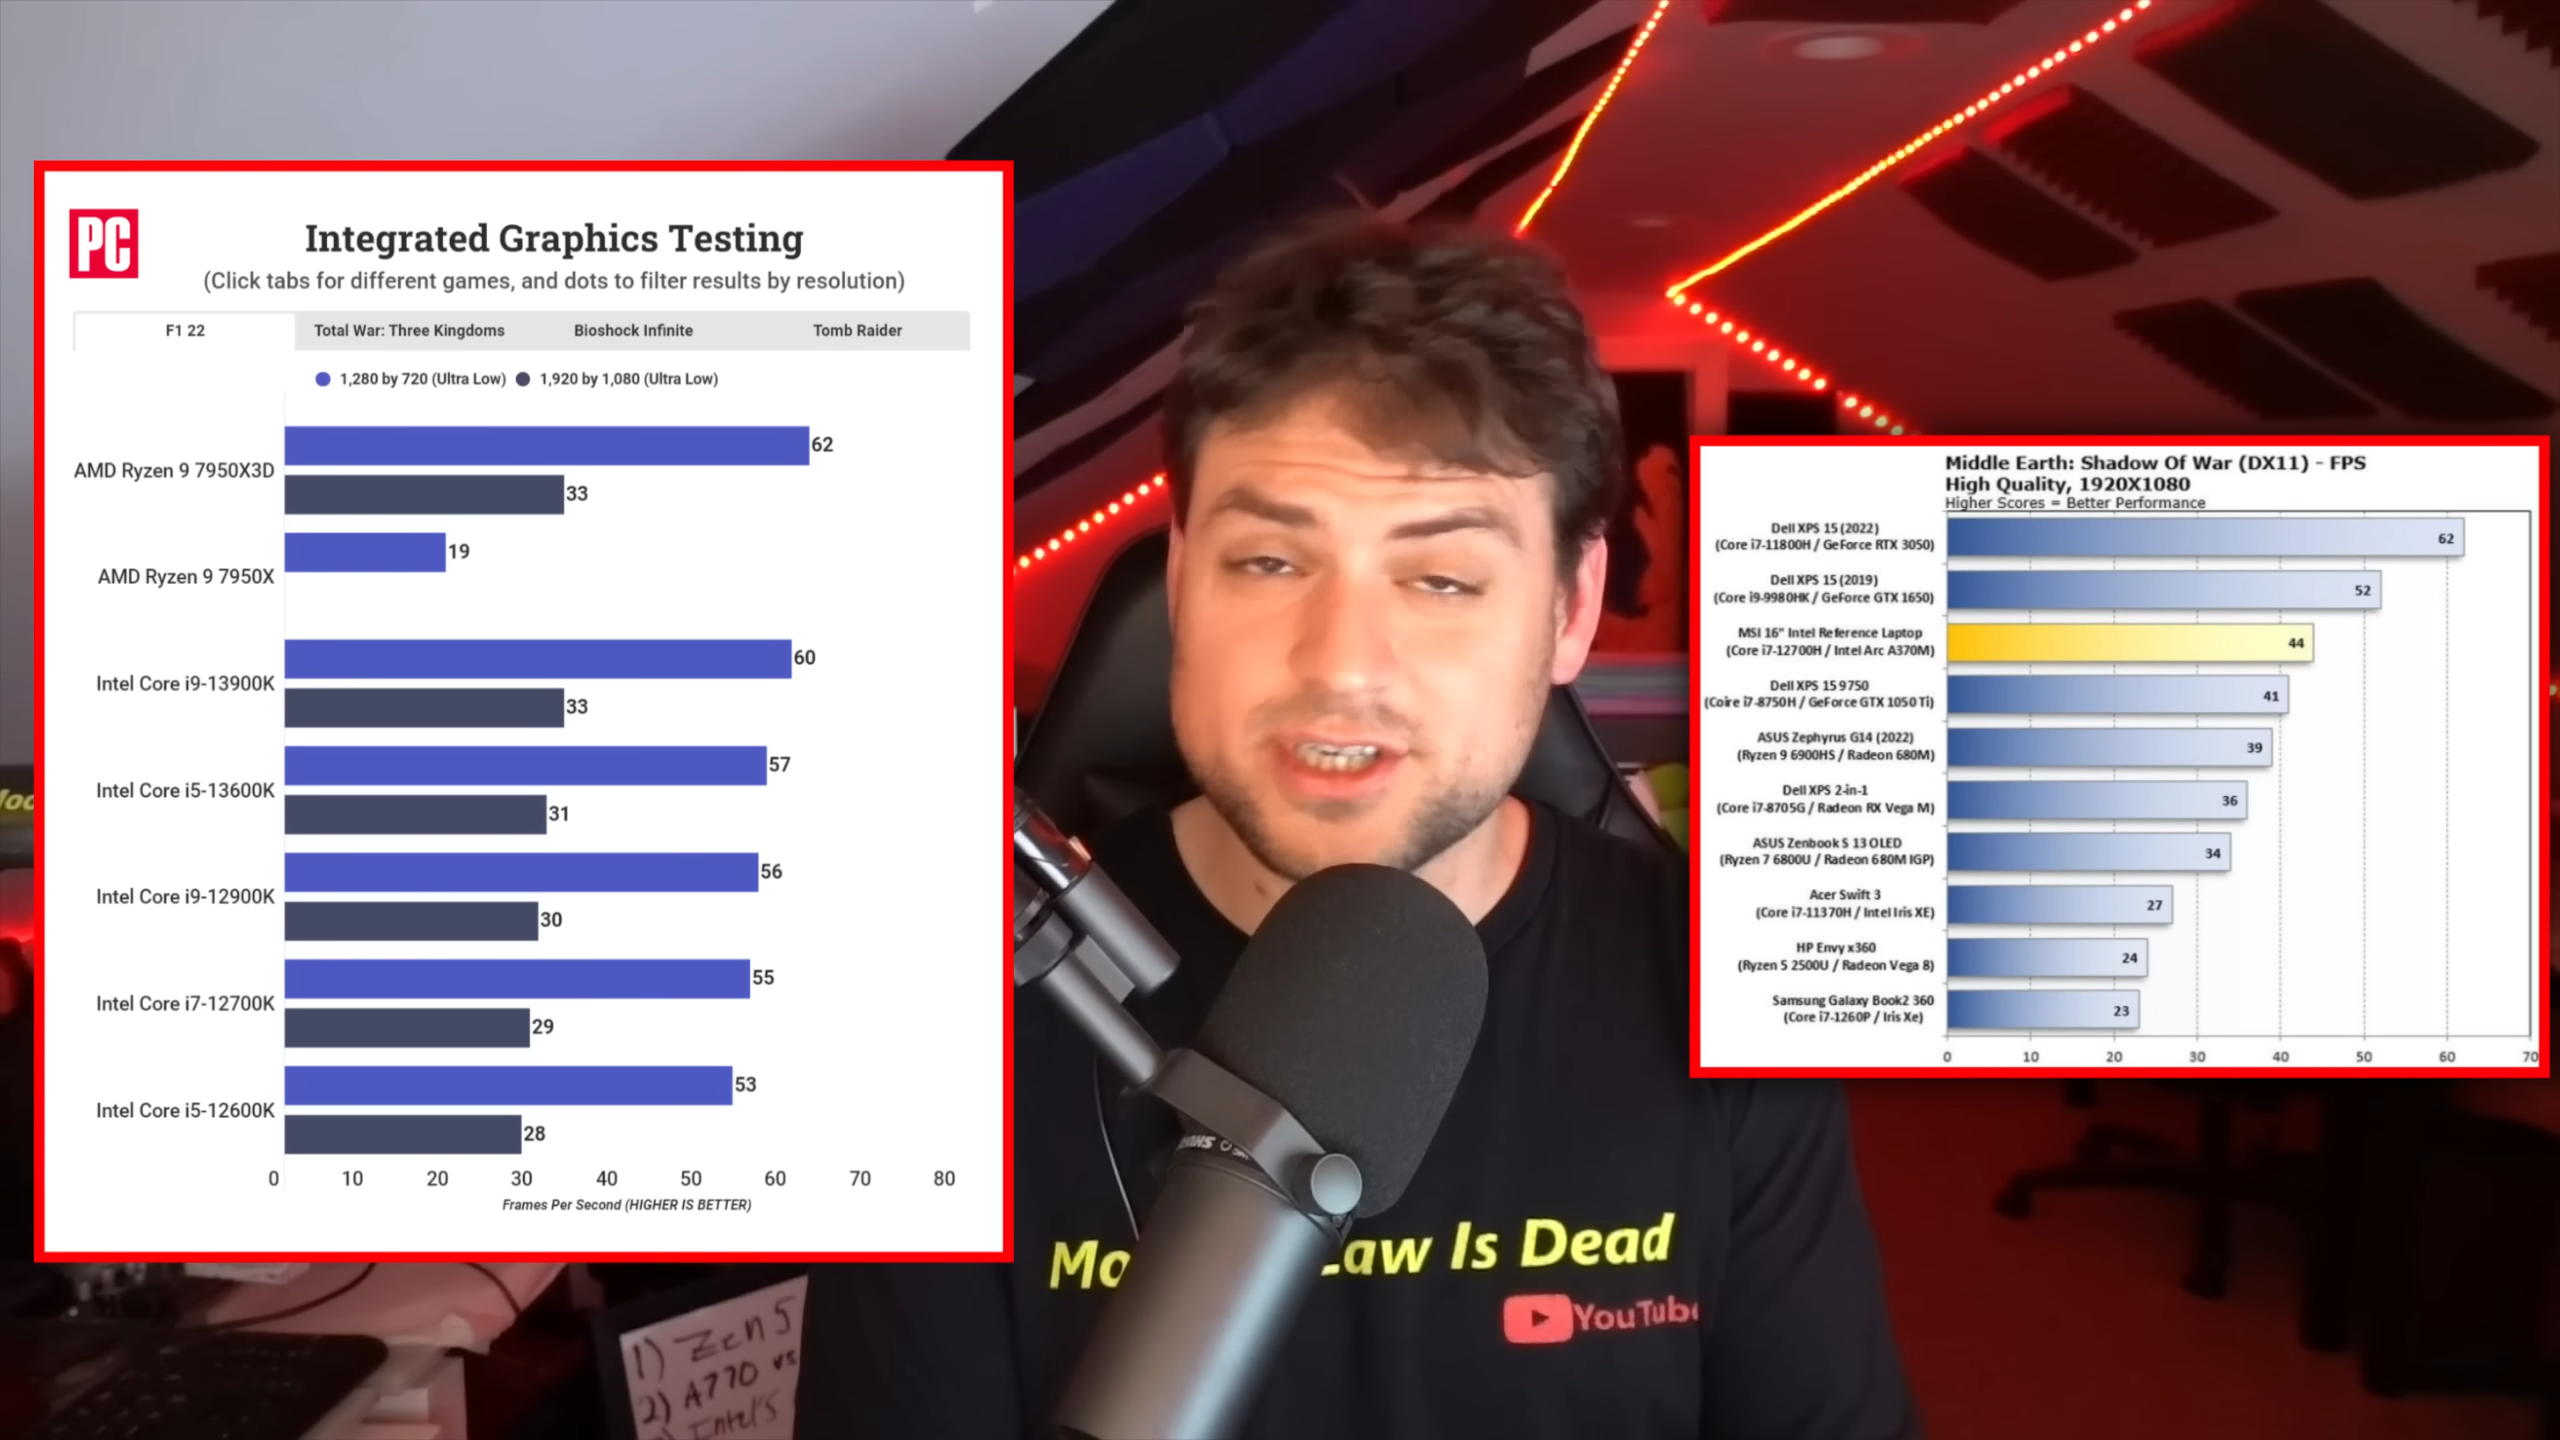 PC
Integrated Graphics Testing
(Click tabs for different games, and dots to filter results by resolution)
F1 22 Total War: Three Kingdoms Bioshock Infinite Tomb Raider
1,280 by 720 (Ultra Low) 1,920 by 1,080 (Ultra Low)
62
AMD Ryzen 9 7950X3D
33
19
AMD Ryzen 9 7950X
60
Intel Core i9-13900K
33
57
Intel Core i5-13600K
31
56
Intel Core i9-12900K
30
55
Intel Core i7-12700K
29
53
Intel Core i5-12600K
28
0 10 20 30 40 50 60 70 80
Frames Per Second (HIGHER IS BETTER)
Middle Earth: Shadow Of War (DX11) - FPS
High Quality, 1920X1080
Higher Scores = Better Performance
Dell XPS 15 (2022)
(Core i7-11800H / GeForce RTX 3050) 62
Dell XPS 15 (2019)
(Core i9-9980HK / GeForce GTX 1650) 52
MSI 16" Intel Reference Laptop
(Core i7-12700H / Intel Arc A370M) 44
Dell XPS 15 9750
(Coire i7-8750H / GeForce GTX 1050 Ti) 41
ASUS Zephyrus G14 (2022)
(Ryzen 9 6900HS / Radeon 680M) 39
Dell XPS 2-in-1
(Core i7-8705G / Radeon RX Vega M) 36
ASUS Zenbook S 13 OLED
(Ryzen 7 6800U / Radeon 680M IGP) 34
Acer Swift 3
(Core i7-11370H / Intel Iris XE) 27
HP Envy x360
(Ryzen 5 2500U / Radeon Vega 8) 24
Samsung Galaxy Book2 360
(Core i7-1260P / Iris Xe) 23
0 10 20 30 40 50 60 70
Mo Law Is Dead
YouTube
1) Zen 5
2) A770 vs
Intel's